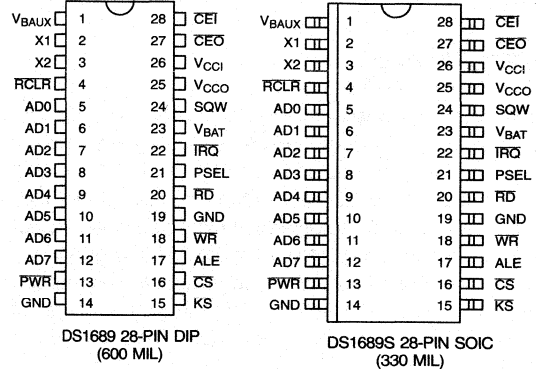 VBAUX 1 28 CEI
X1 2 27 CEO
X2 3 26 VCCI
RCLR 4 25 VCCO
AD0 5 24 SQW
AD1 6 23 VBAT
AD2 7 22 IRQ
AD3 8 21 PSEL
AD4 9 20 RD
AD5 10 19 GND
AD6 11 18 WR
AD7 12 17 ALE
PWR 13 16 CS
GND 14 15 KS
DS1689 28-PIN DIP
(600 MIL)
VBAUX 1 28 CEI
X1 2 27 CEO
X2 3 26 VCCI
RCLR 4 25 VCCO
AD0 5 24 SQW
AD1 6 23 VBAT
AD2 7 22 IRQ
AD3 8 21 PSEL
AD4 9 20 RD
AD5 10 19 GND
AD6 11 18 WR
AD7 12 17 ALE
PWR 13 16 CS
GND 14 15 KS
DS1689S 28-PIN SOIC
(330 MIL)